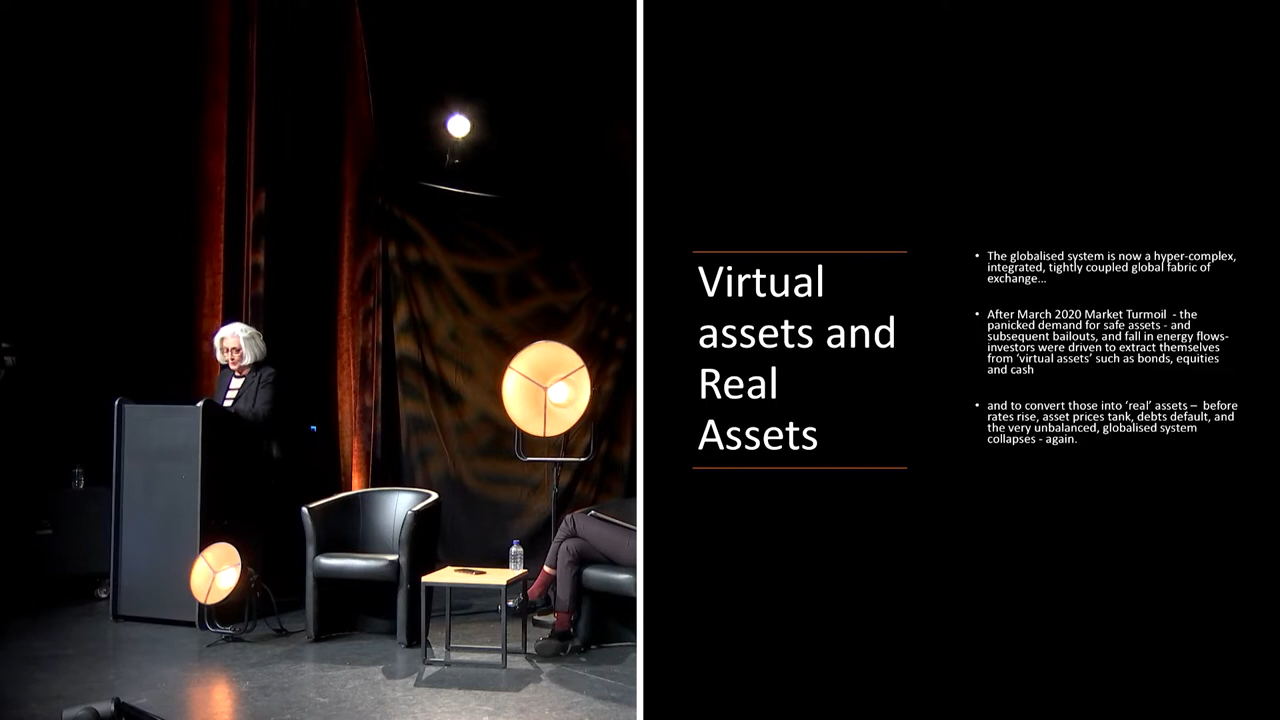 Virtual
assets and
Real
Assets
• The globalised system is now a hyper-complex,
integrated, tightly coupled global fabric of
exchange...
• After March 2020 Market Turmoil - the
panicked demand for safe assets - and
subsequent bailouts, and fall in energy flows-
investors were driven to extract themselves
from ‘virtual assets’ such as bonds, equities
and cash
• and to convert those into ‘real’ assets – before
rates rise, asset prices tank, debts default, and
the very unbalanced, globalised system
collapses - again.